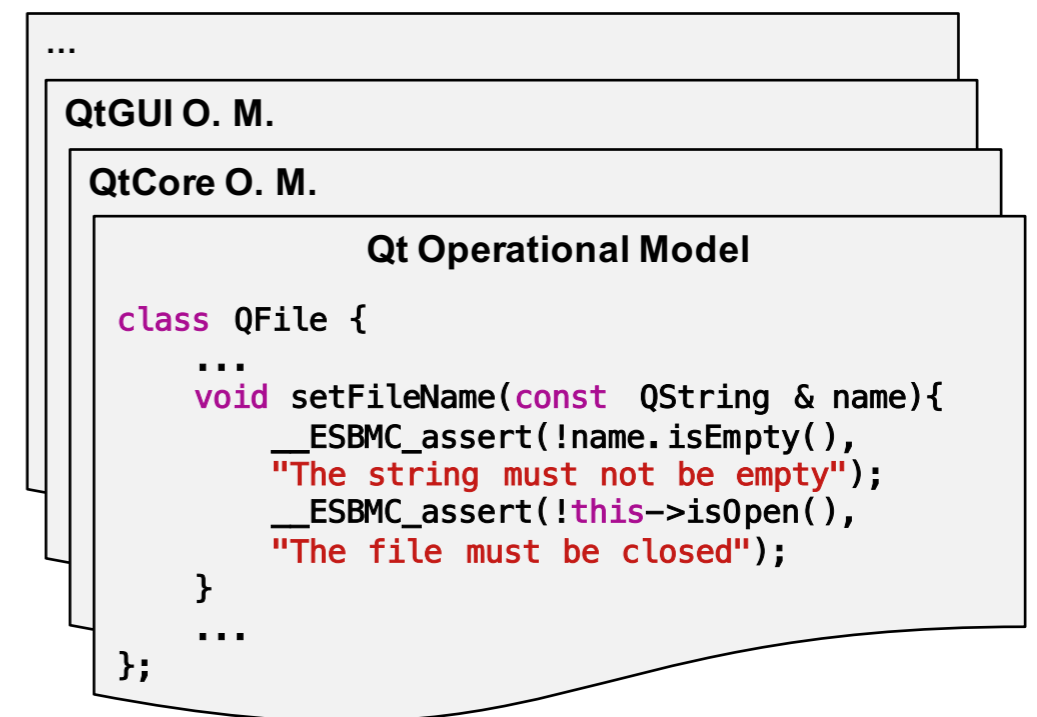 ...
QtGUI O. M.
QtCore O. M.
Qt Operational Model
class QFile {
...
void setFileName(const QString & name){
__ESBMC_assert(!name.isEmpty(),
"The string must not be empty");
__ESBMC_assert(!this->isOpen(),
"The file must be closed");
}
...
};